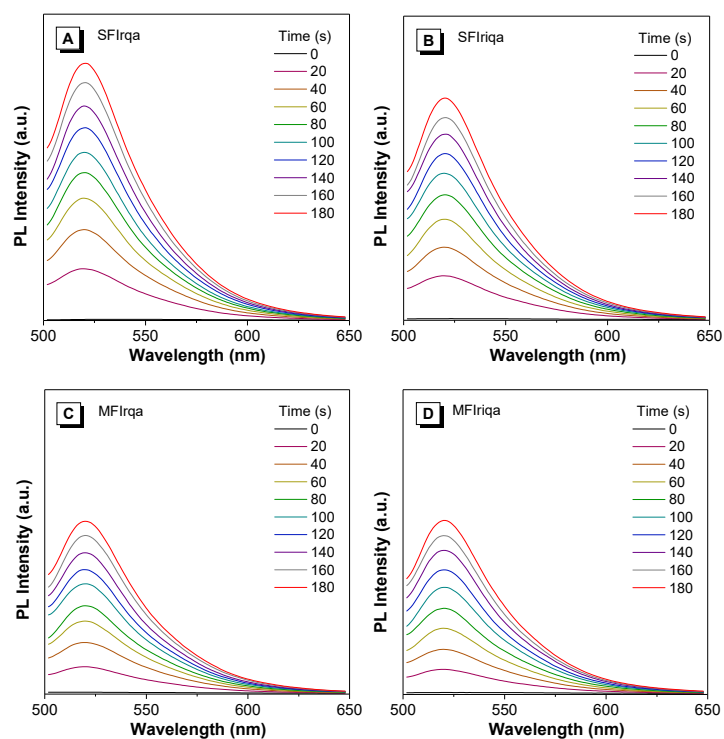 A SFIrqa
Time (s)
0
20
40
60
80
100
120
140
160
180
PL Intensity (a.u.)
500 550 600 650
Wavelength (nm)
B SFIriqa
Time (s)
0
20
40
60
80
100
120
140
160
180
PL Intensity (a.u.)
500 550 600 650
Wavelength (nm)
C MFIrqa
Time (s)
0
20
40
60
80
100
120
140
160
180
PL Intensity (a.u.)
500 550 600 650
Wavelength (nm)
D MFIriqa
Time (s)
0
20
40
60
80
100
120
140
160
180
PL Intensity (a.u.)
500 550 600 650
Wavelength (nm)